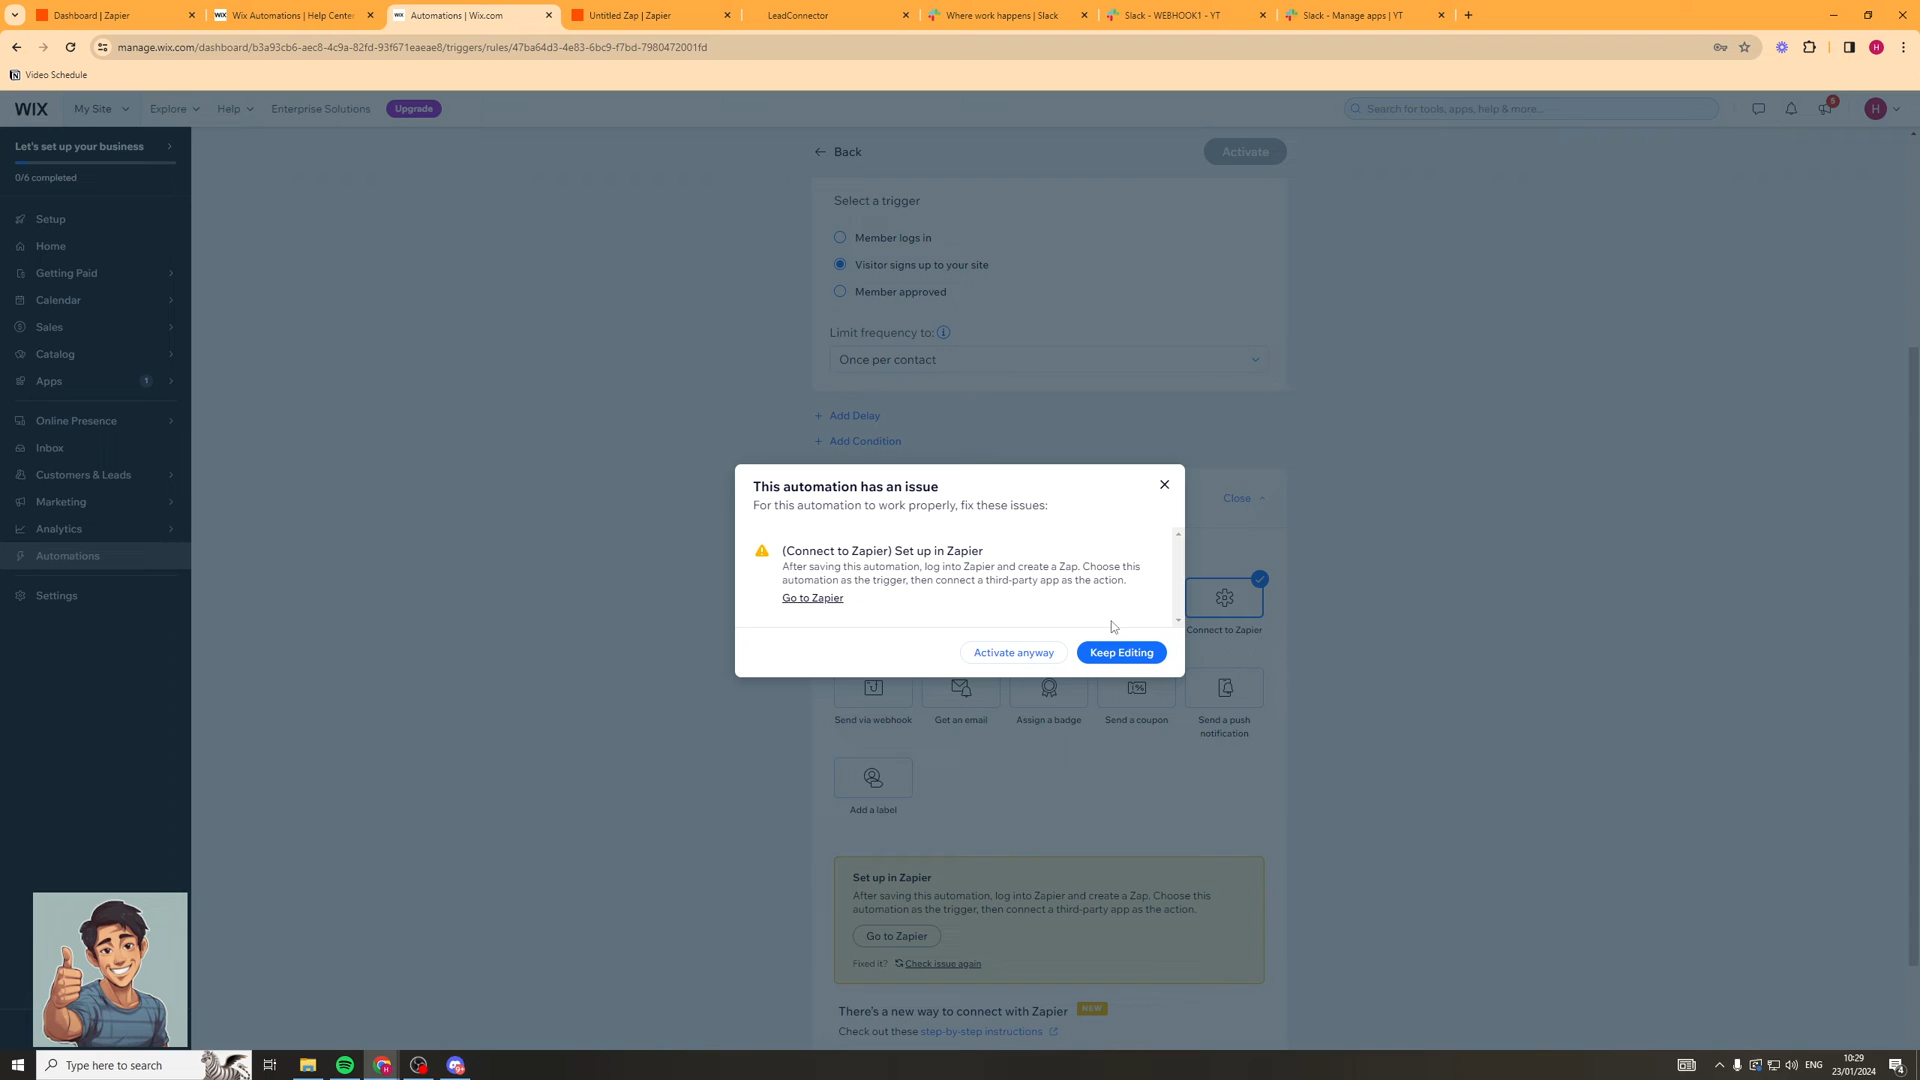 Dashboard | Zapier
Wix Automations | Help Center
WIX
Automations | Wix.com
Untitled Zap | Zapier
LeadConnector
Where work happens | Slack
Slack - WEBHOOK1 - YT
Slack - Manage apps | YT
manage.wix.com/dashboard/b3a93cb6-aec8-4c9a-82fd-93f671eaeae8/triggers/rules/47ba64d3-4e83-6bc9-f7bd-7980472001fd
H
Video Schedule
WIX
My Site
Explore
Help
Enterprise Solutions
Upgrade
Search for tools, apps, help & more...
5
H
Let's set up your business
0/6 completed
Setup
Home
Getting Paid
Calendar
Sales
Catalog
Apps
1
Online Presence
Inbox
Customers & Leads
Marketing
Analytics
Automations
Settings
Back
Activate
Select a trigger
Member logs in
Visitor signs up to your site
Member approved
Limit frequency to:
Once per contact
+ Add Delay
+ Add Condition
Close
This automation has an issue
For this automation to work properly, fix these issues:
(Connect to Zapier) Set up in Zapier
After saving this automation, log into Zapier and create a Zap. Choose this
automation as the trigger, then connect a third-party app as the action.
Go to Zapier
Activate anyway
Keep Editing
Connect to Zapier
Send via webhook
Get an email
Assign a badge
Send a coupon
Send a push
notification
Add a label
Set up in Zapier
After saving this automation, log into Zapier and create a Zap. Choose this
automation as the trigger, then connect a third-party app as the action.
Go to Zapier
Fixed it?
Check issue again
There's a new way to connect with Zapier
NEW
Check out these step-by-step instructions
Type here to search
ENG
10:29
23/01/2024
4